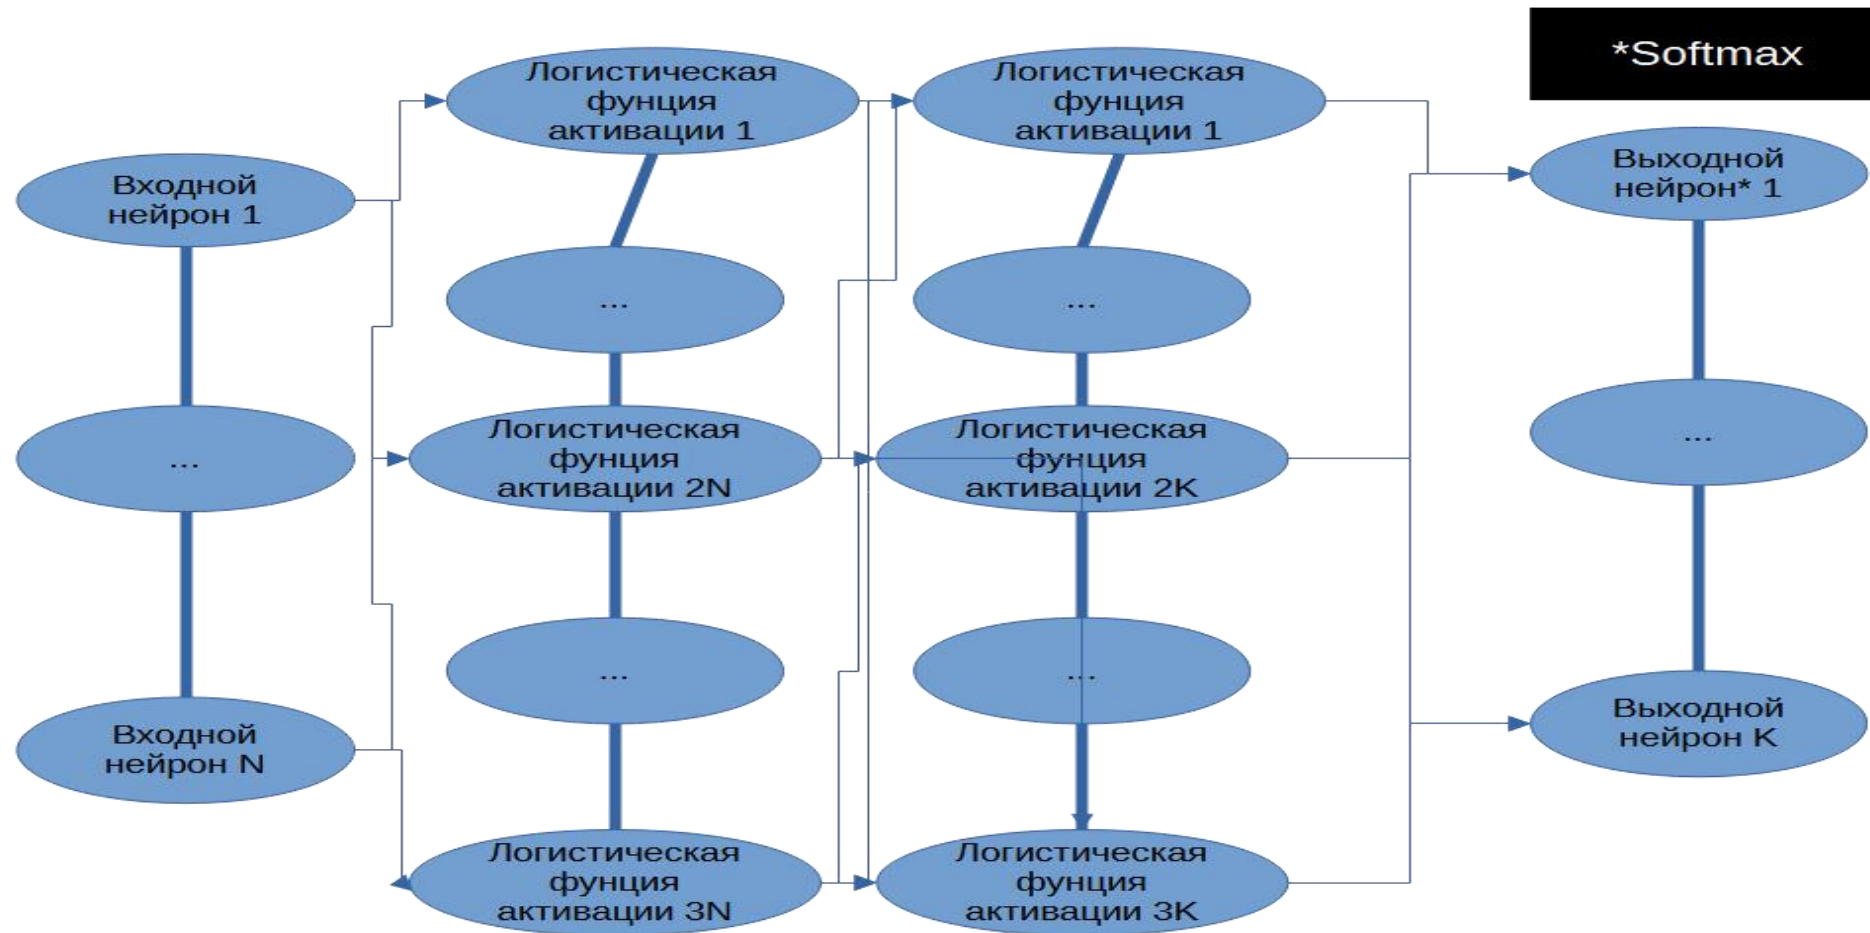 *Softmax
Входной
нейрон 1
...
Входной
нейрон N
Логистическая
фунция
активации 1
...
Логистическая
фунция
активации 2N
...
Логистическая
фунция
активации 3N
Логистическая
фунция
активации 1
...
Логистическая
фунция
активации 2K
...
Логистическая
фунция
активации 3K
Выходной
нейрон* 1
...
Выходной
нейрон K